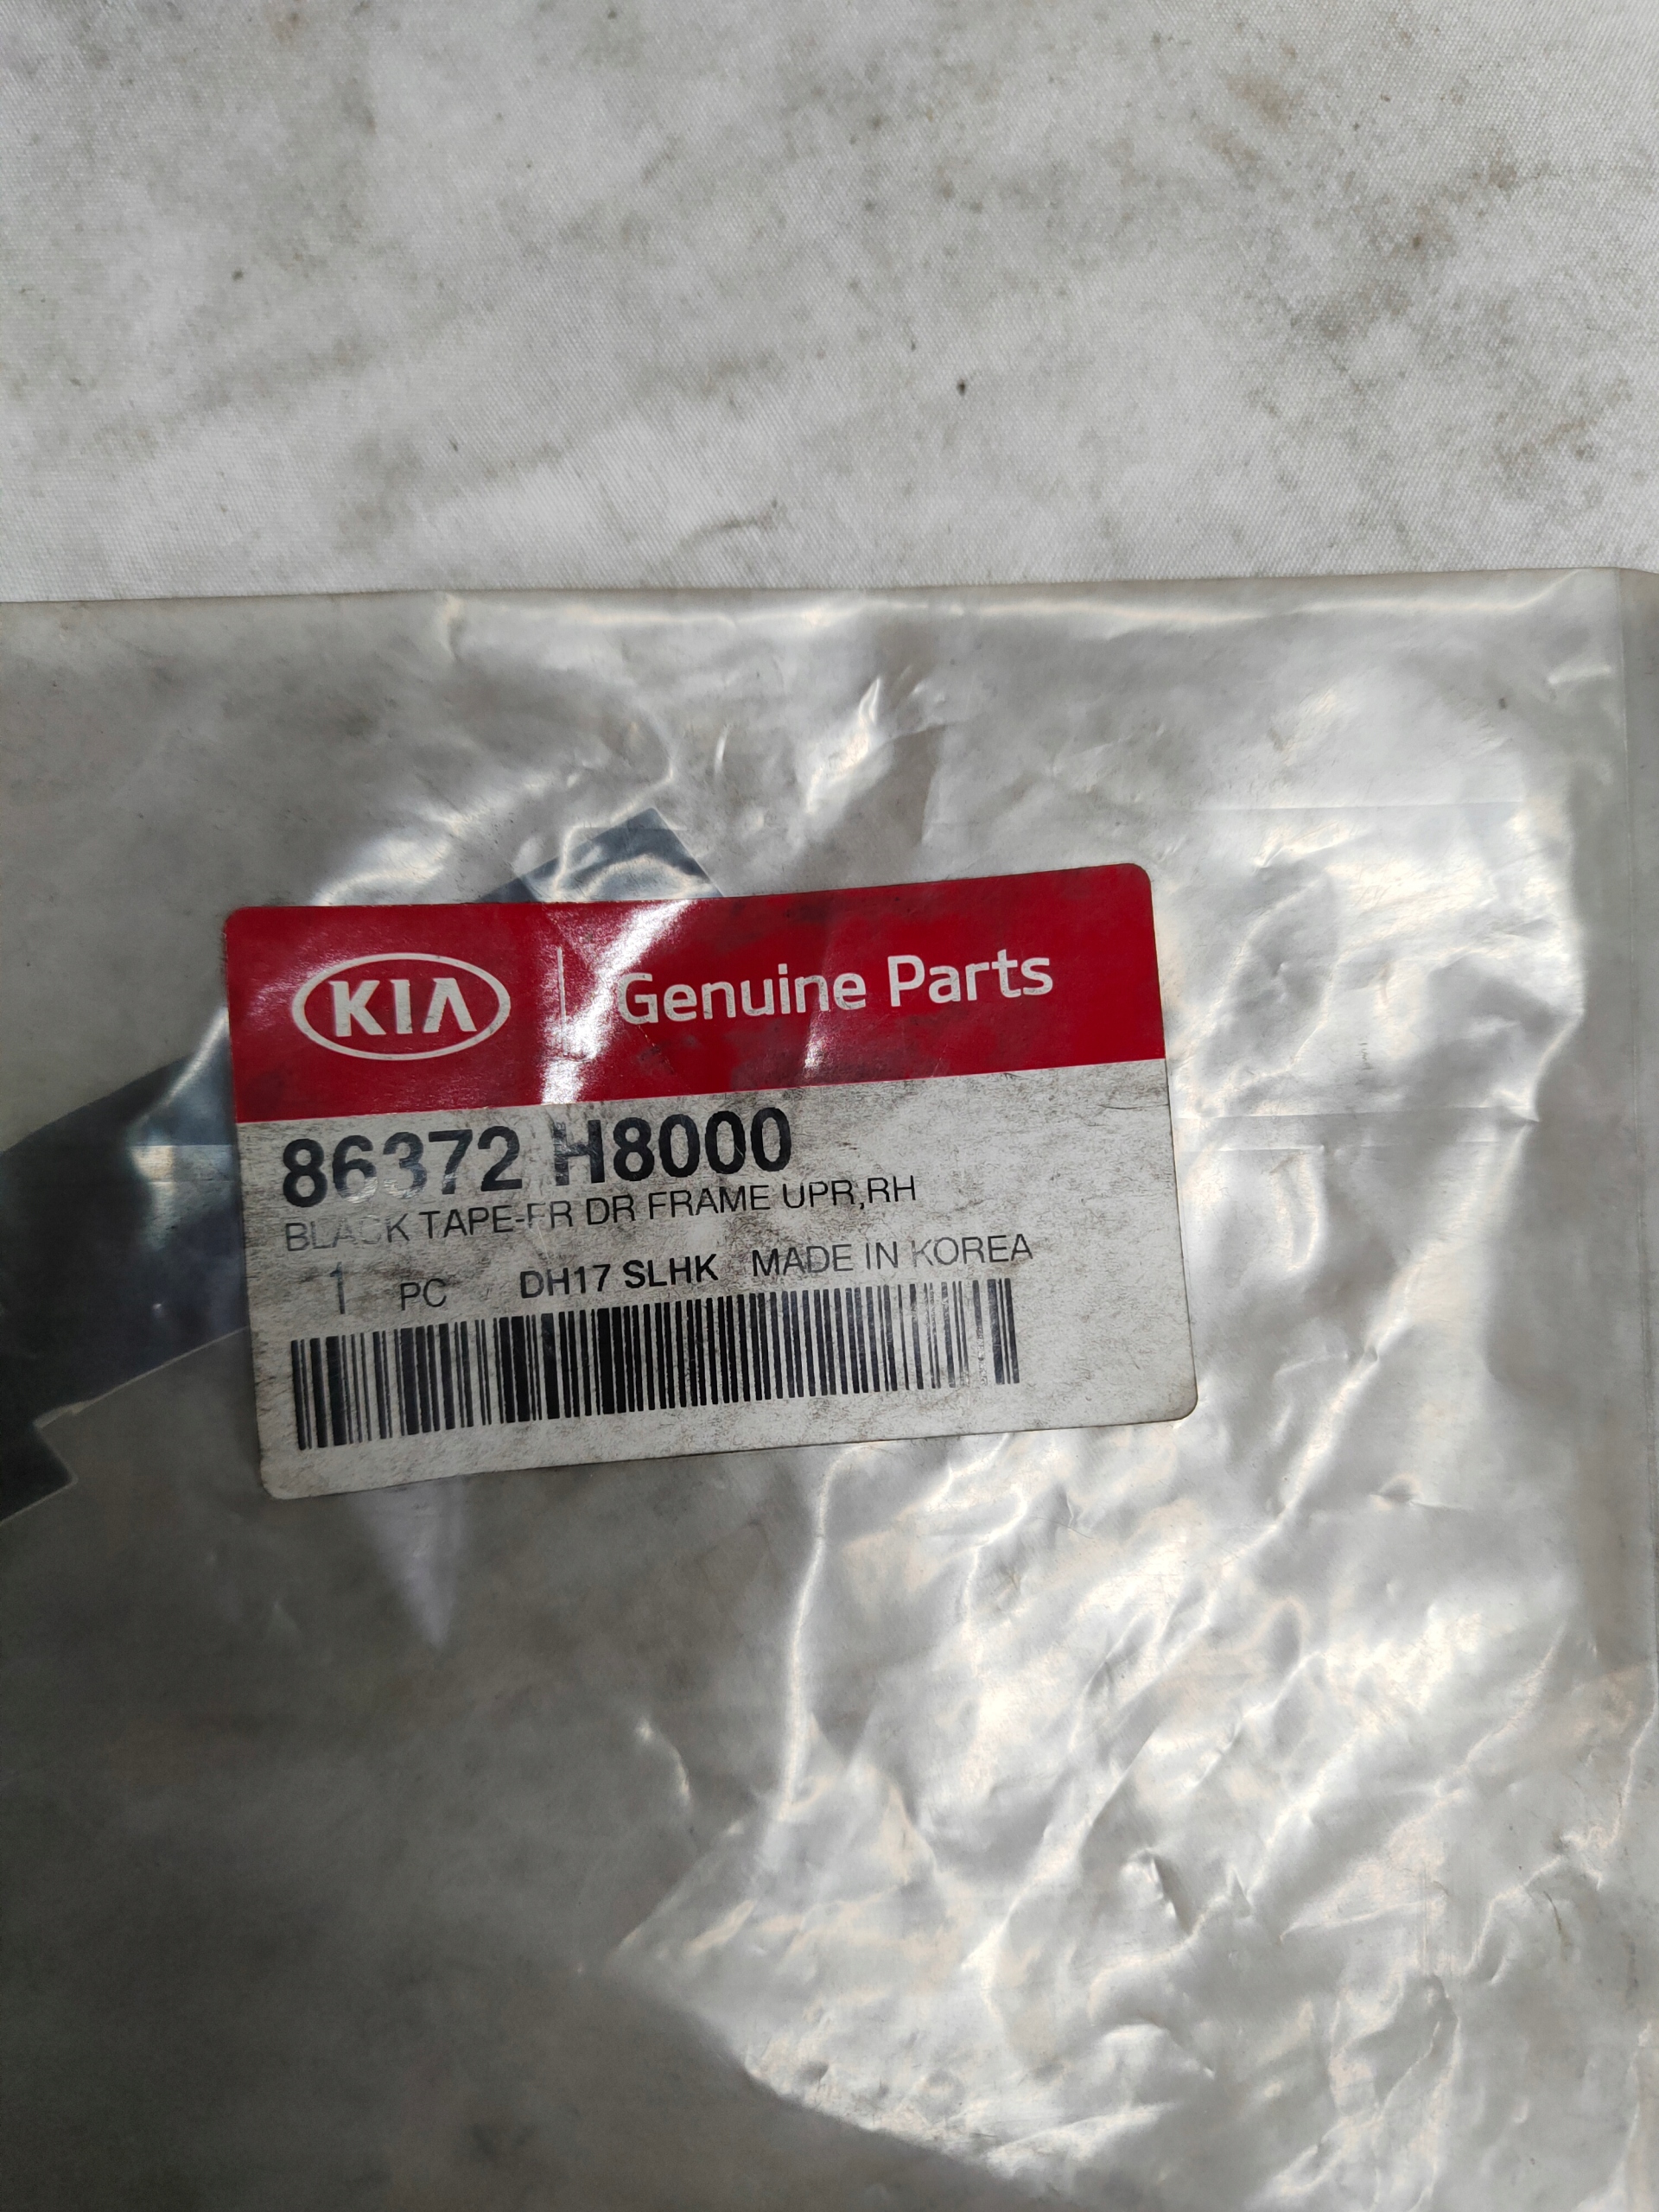 KIA Genuine Parts
86372 H8000
BLACK TAPE-FR DR FRAME UPR,RH
1 PC DH17 SLHK MADE IN KOREA